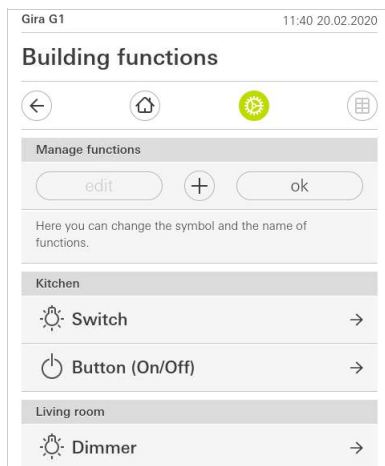 Gira G1 11:40 20.02.2020
Building functions
Manage functions
edit ok
Here you can change the symbol and the name of
functions.
Kitchen
Switch
Button (On/Off)
Living room
Dimmer